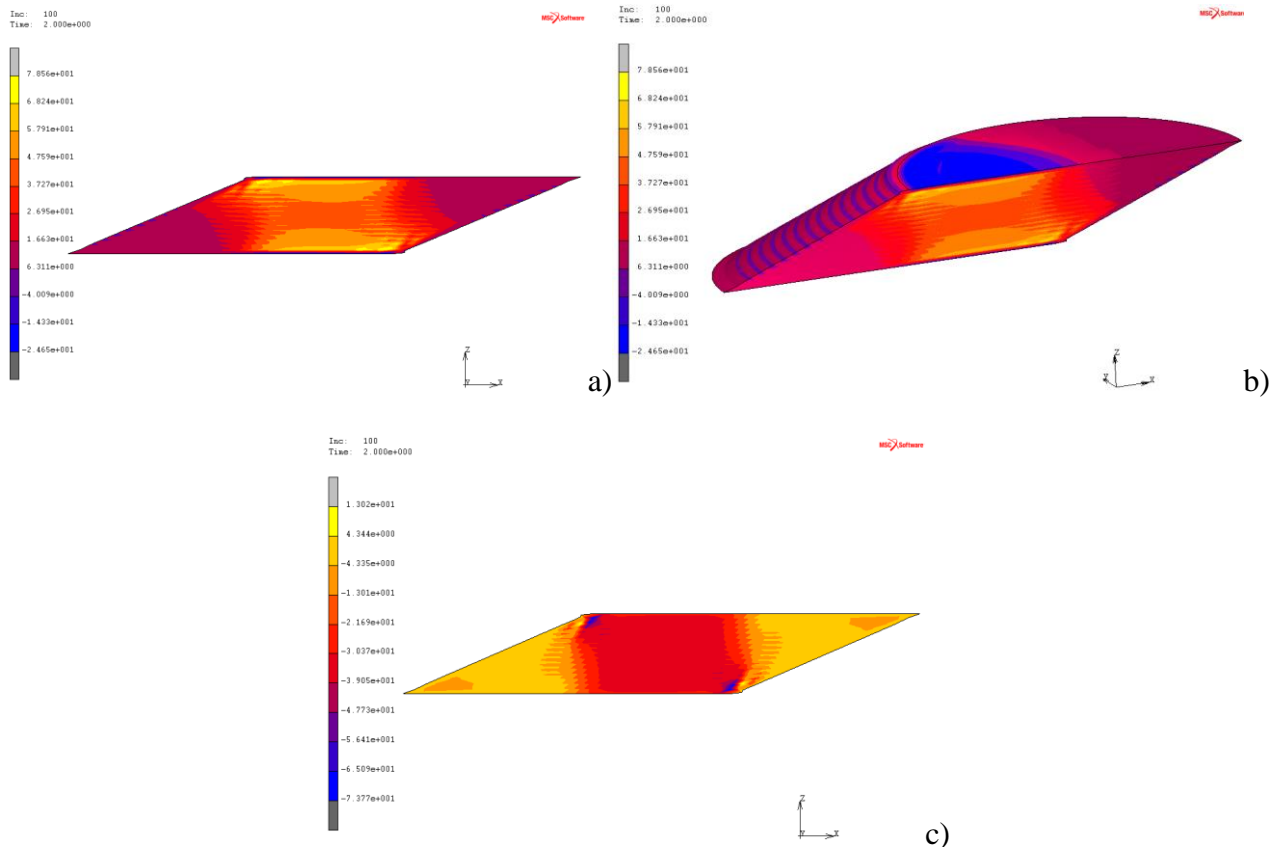 Inc: 100
Time: 2.000e+000
MSC Software
7.856e+001
6.824e+001
5.791e+001
4.759e+001
3.727e+001
2.695e+001
1.663e+001
6.311e+000
-4.009e+000
-1.433e+001
-2.465e+001
Z
Y
X
a)
Inc: 100
Time: 2.000e+000
MSC Software
7.856e+001
6.824e+001
5.791e+001
4.759e+001
3.727e+001
2.695e+001
1.663e+001
6.311e+000
-4.009e+000
-1.433e+001
-2.465e+001
Z
Y
X
b)
Inc: 100
Time: 2.000e+000
MSC Software
1.302e+001
4.344e+000
-4.335e+000
-1.301e+001
-2.169e+001
-3.037e+001
-3.905e+001
-4.773e+001
-5.641e+001
-6.509e+001
-7.377e+001
Z
Y
X
c)